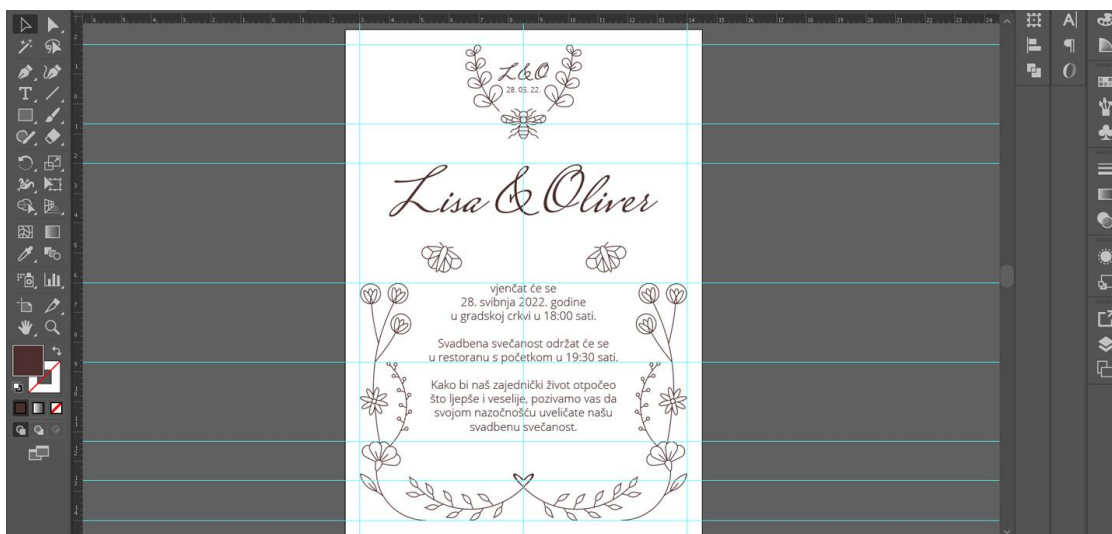 L&O
28. 05. 22.
Lisa & Oliver
vjenčat će se
28. svibnja 2022. godine
u gradskoj crkvi u 18:00 sati.
Svadbena svečanost održat će se
u restoranu s početkom u 19:30 sati.
Kako bi naš zajednički život otpočeo
što ljepše i veselije, pozivamo vas da
svojom nazočnošću uveličate našu
svadbenu svečanost.